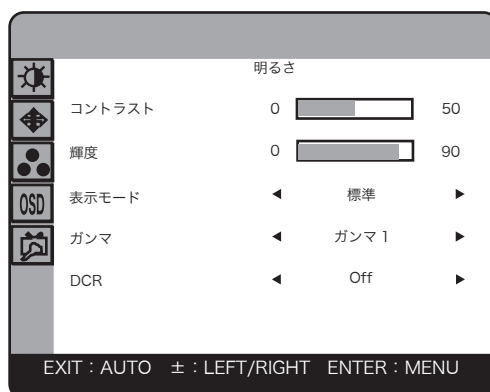 明るさ
コントラスト 0 50
輝度 0 90
OSD 表示モード ◀ 標準 ▶
ガンマ ◀ ガンマ 1 ▶
DCR ◀ Off ▶
EXIT：AUTO ±：LEFT/RIGHT ENTER：MENU